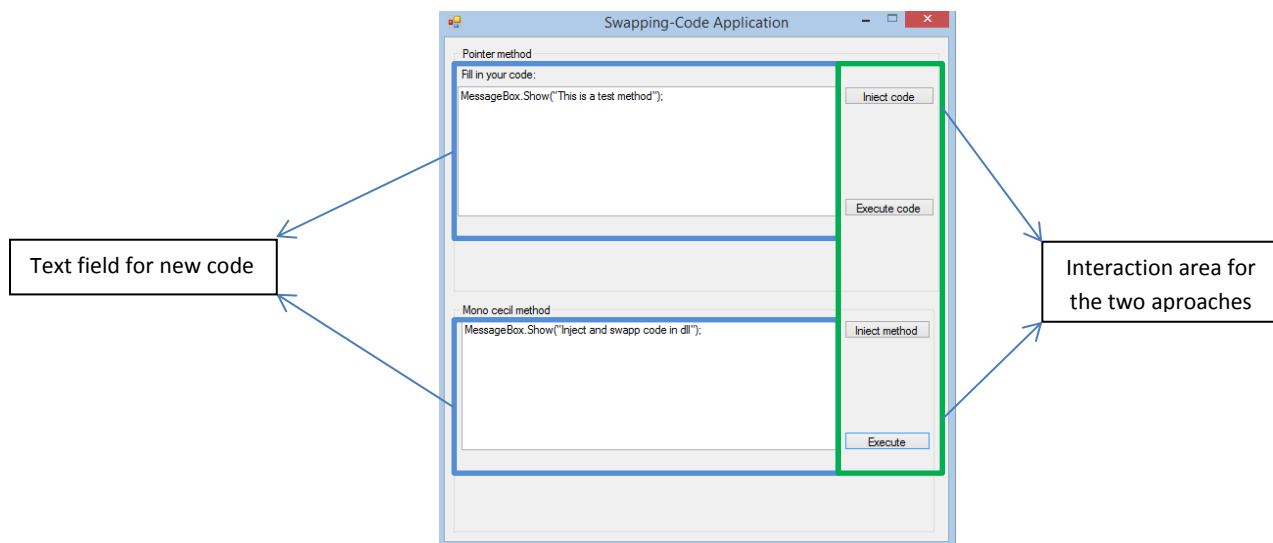 Swapping-Code Application
Pointer method
Fill in your code:
MessageBox.Show("This is a test method");
Inject code
Execute code
Text field for new code
Interaction area for
the two aproaches
Mono cecil method
MessageBox.Show("Inject and swapp code in dll");
Inject method
Execute